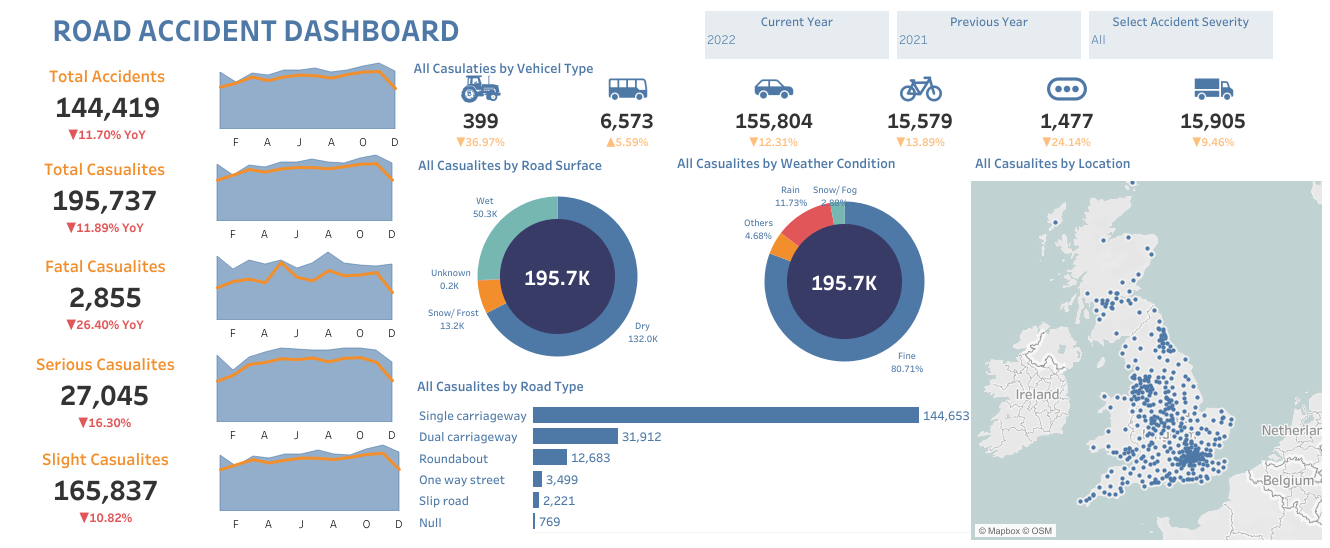 ROAD ACCIDENT DASHBOARD
Current Year
2022
Previous Year
2021
Select Accident Severity
All
Total Accidents
144,419
▼11.70% YoY
F A J A O D
Total Casualites
195,737
▼11.89% YoY
F A J A O D
Fatal Casualites
2,855
▼26.40% YoY
F A J A O D
Serious Casualites
27,045
▼16.30%
F A J A O D
Slight Casualites
165,837
▼10.82%
F A J A O D
All Casulaties by Vehicel Type
399
▼36.97%
6,573
▲5.59%
155,804
▼12.31%
15,579
▼13.89%
1,477
▼24.14%
15,905
▼9.46%
All Casualites by Road Surface
Wet
50.3K
Unknown
0.2K
Snow/ Frost
13.2K
195.7K
Dry
132.0K
All Casualites by Weather Condition
Rain
11.73%
Snow/ Fog
2.88%
Others
4.68%
195.7K
Fine
80.71%
All Casualites by Road Type
Single carriageway 144,653
Dual carriageway 31,912
Roundabout 12,683
One way street 3,499
Slip road 2,221
Null 769
All Casualites by Location
Ireland
Netherlan
Belgium
© Mapbox © OSM